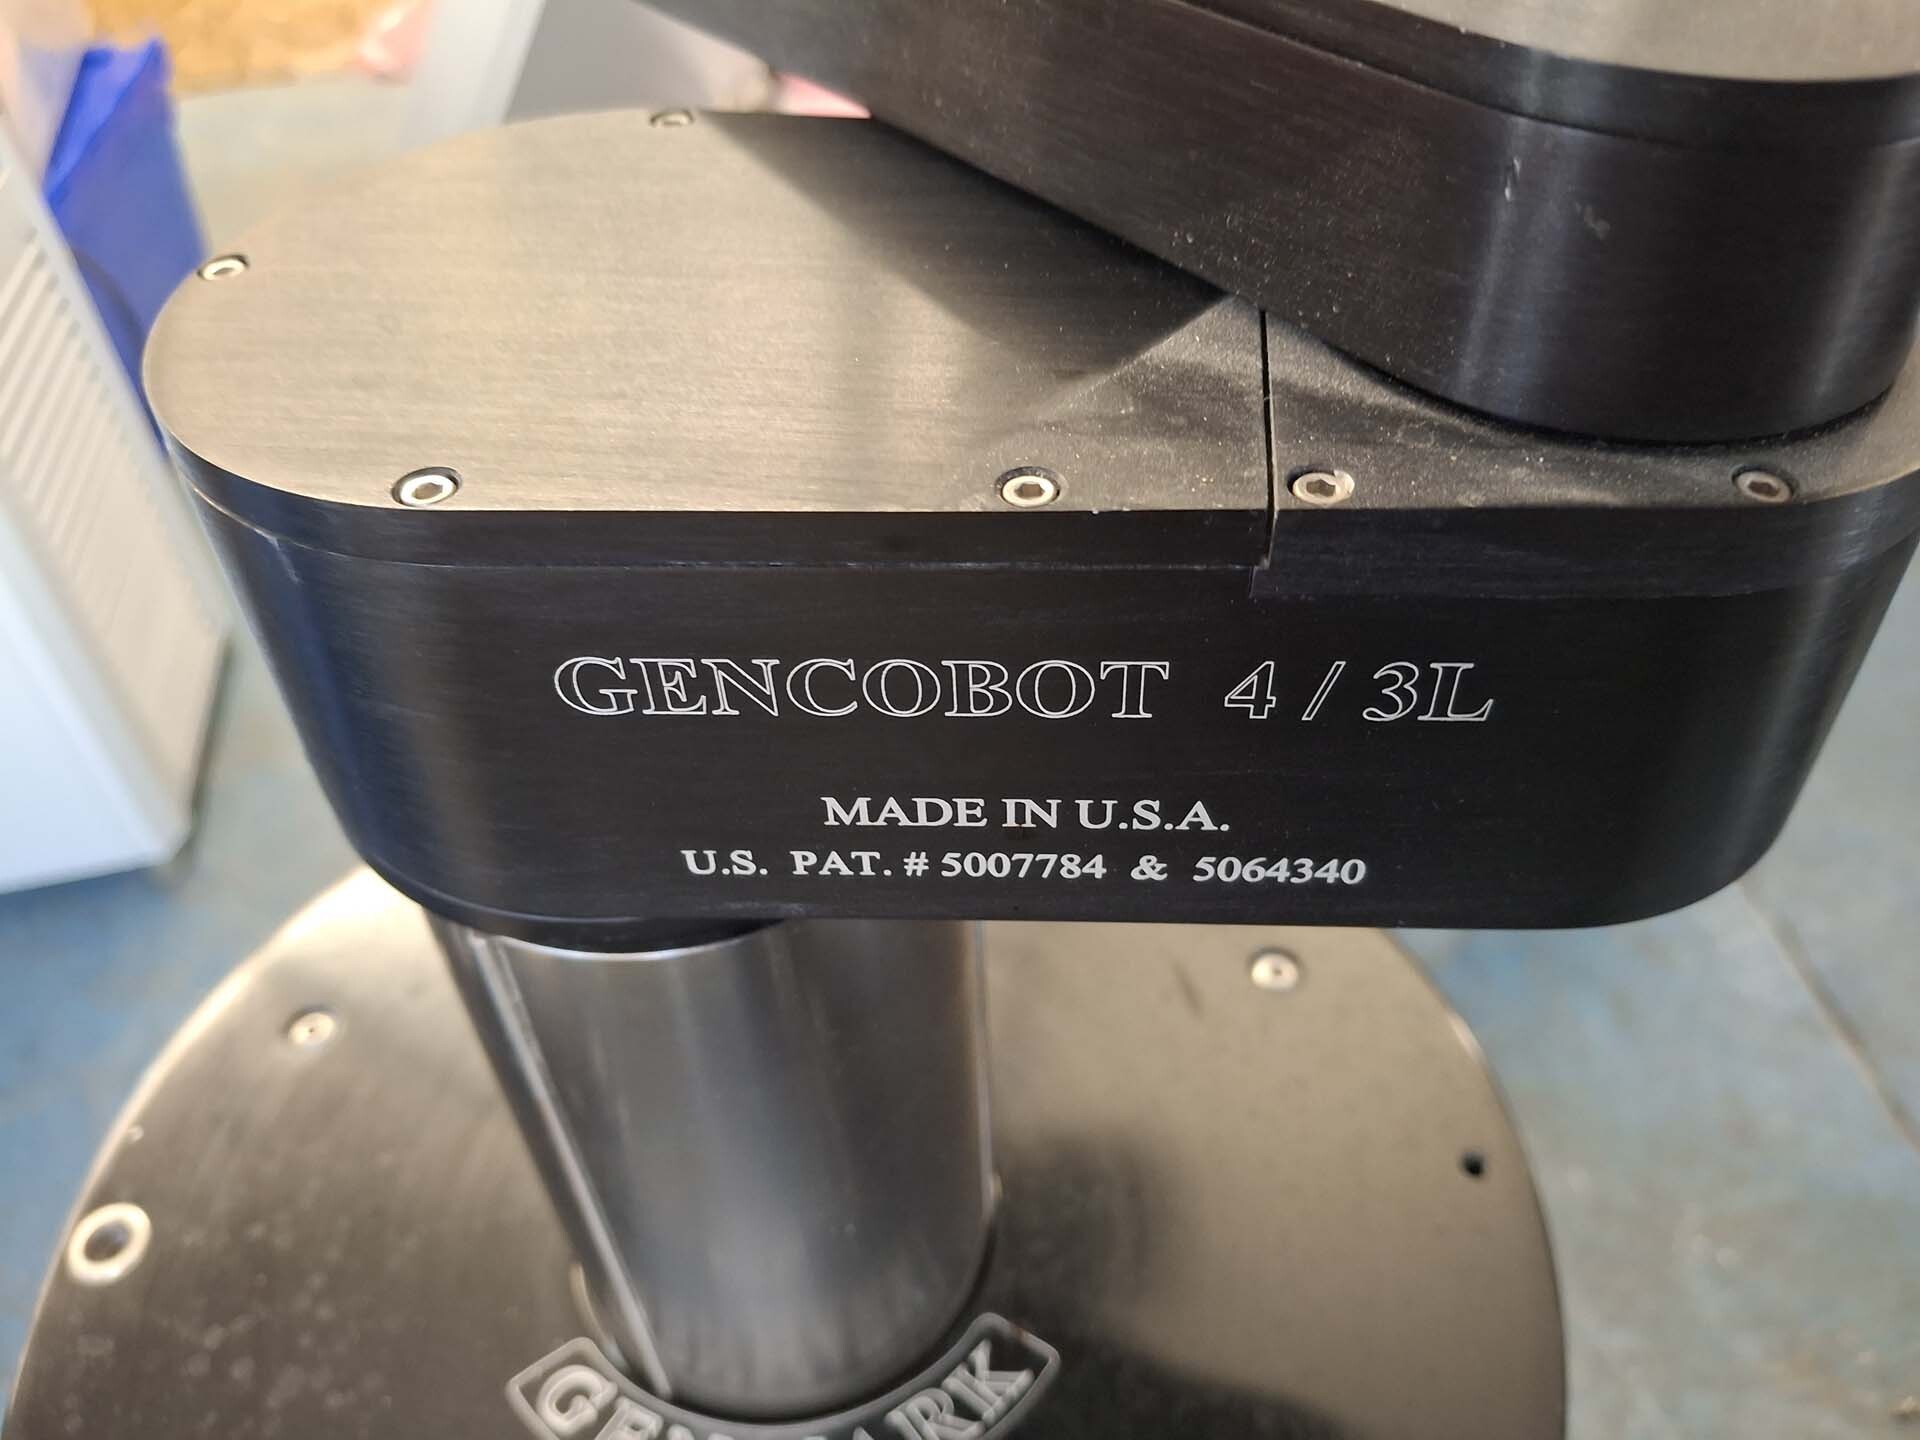 GENCOBOT 4 / 3L
MADE IN U.S.A.
U.S. PAT. # 5007784 & 5064340